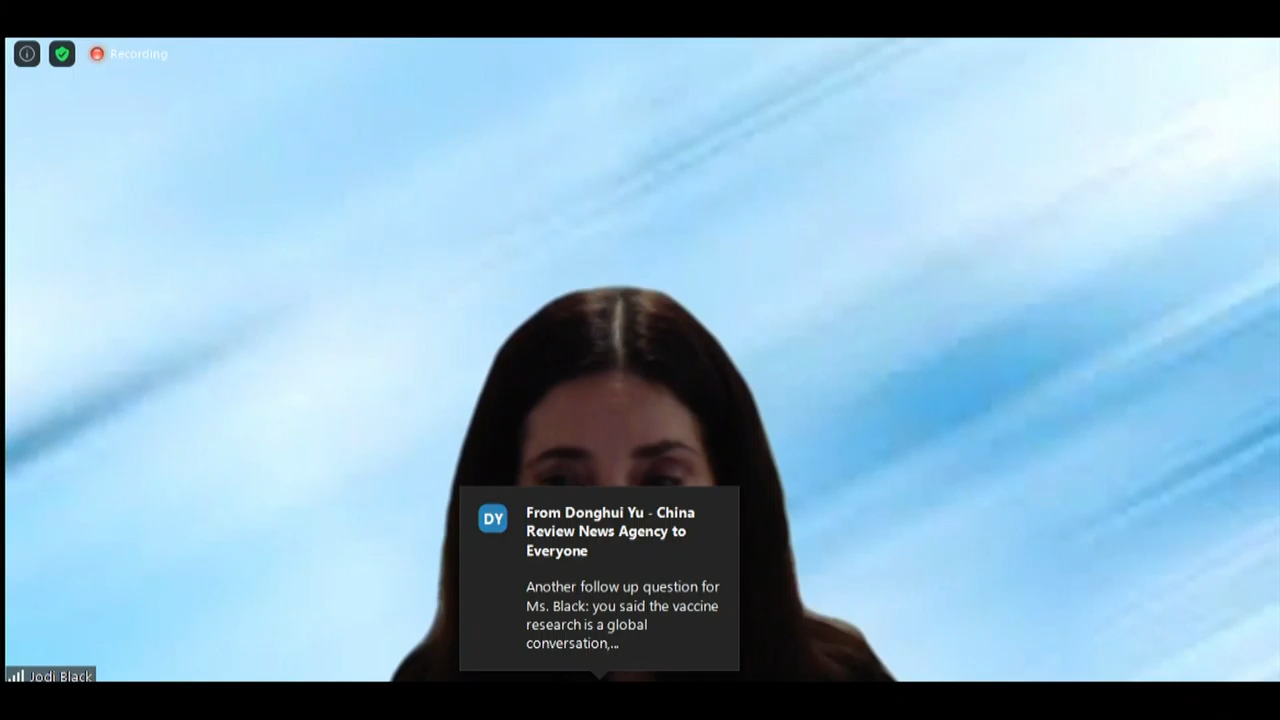 Recording
DY
From Donghui Yu - China
Review News Agency to
Everyone
Another follow up question for
Ms. Black: you said the vaccine
research is a global
conversation,...
Jodi Black